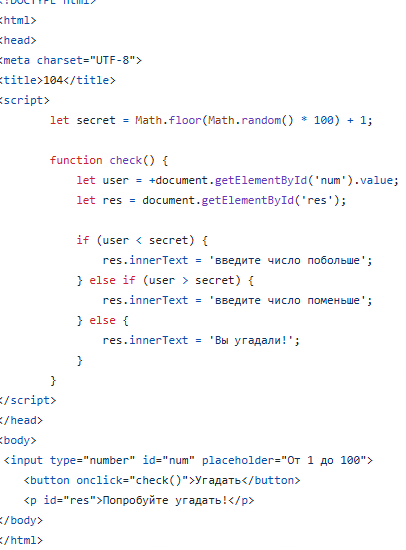 <!DOCTYPE html>
<html>
<head>
<meta charset="UTF-8">
<title>104</title>
<script>
        let secret = Math.floor(Math.random() * 100) + 1;

        function check() {
            let user = +document.getElementById('num').value;
            let res = document.getElementById('res');

            if (user < secret) {
                res.innerText = 'введите число побольше';
            } else if (user > secret) {
                res.innerText = 'введите число поменьше';
            } else {
                res.innerText = 'Вы угадали!';
            }
        }
</script>
</head>
<body>
 <input type="number" id="num" placeholder="От 1 до 100">
    <button onclick="check()">Угадать</button>
    <p id="res">Попробуйте угадать!</p>
</body>
</html>